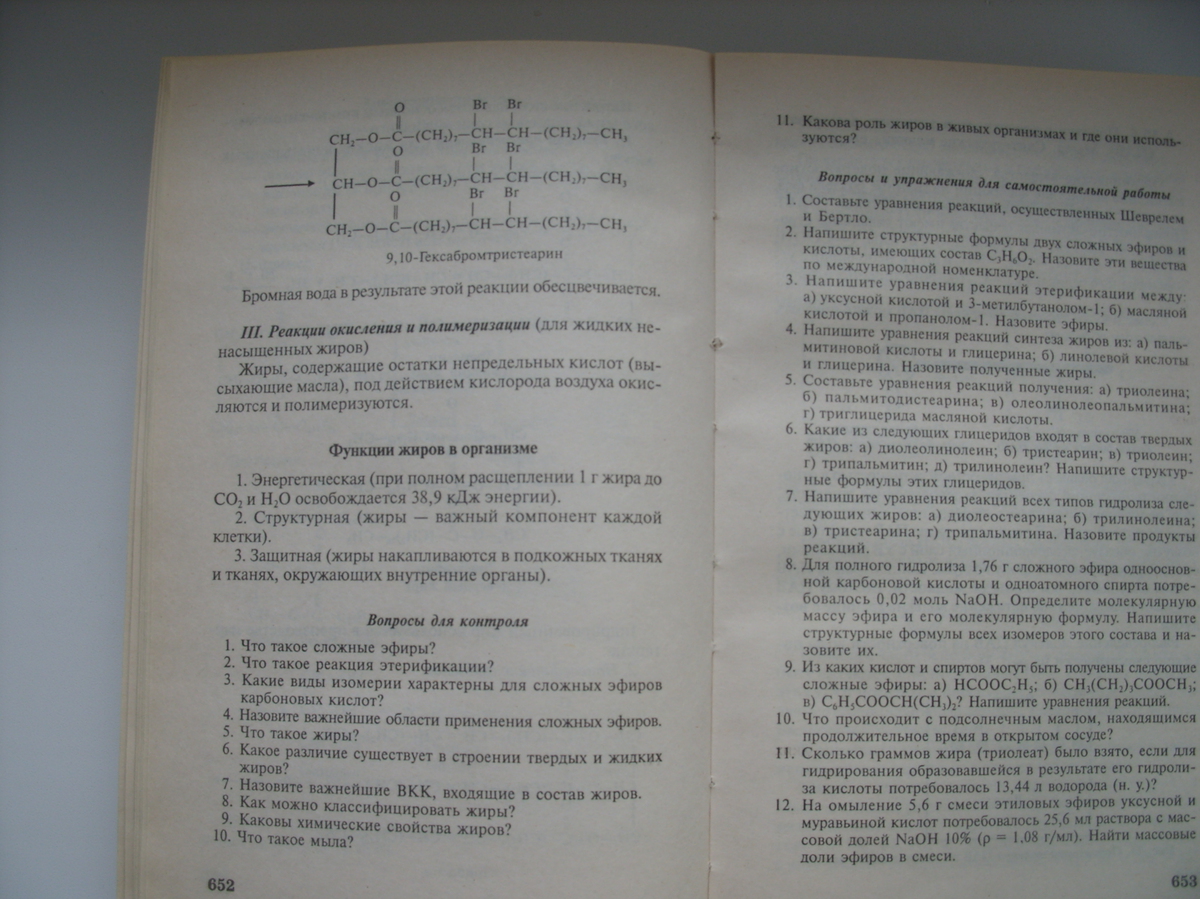 O Br Br
CH₂—O—C—(CH₂)₇—CH—CH—(CH₂)₇—CH₃
O Br Br
CH—O—C—(CH₂)₇—CH—CH—(CH₂)₇—CH₃
O Br Br
CH₂—O—C—(CH₂)₇—CH—CH—(CH₂)₇—CH₃
9,10-Гексабромтристеарин
Бромная вода в результате этой реакции обесцвечивается.
III. Реакции окисления и полимеризации (для жидких не-
насыщенных жиров)
Жиры, содержащие остатки непредельных кислот (вы-
сыхающие масла), под действием кислорода воздуха окис-
ляются и полимеризуются.
Функции жиров в организме
1. Энергетическая (при полном расщеплении 1 г жира до
CO₂ и H₂O освобождается 38,9 кДж энергии).
2. Структурная (жиры — важный компонент каждой
клетки).
3. Защитная (жиры накапливаются в подкожных тканях
и тканях, окружающих внутренние органы).
Вопросы для контроля
1. Что такое сложные эфиры?
2. Что такое реакция этерификации?
3. Какие виды изомерии характерны для сложных эфиров
карбоновых кислот?
4. Назовите важнейшие области применения сложных эфиров.
5. Что такое жиры?
6. Какое различие существует в строении твердых и жидких
жиров?
7. Назовите важнейшие ВКК, входящие в состав жиров.
8. Как можно классифицировать жиры?
9. Каковы химические свойства жиров?
10. Что такое мыла?
652
11. Какова роль жиров в живых организмах и где они исполь-
зуются?
Вопросы и упражнения для самостоятельной работы
1. Составьте уравнения реакций, осуществленных Шеврелем
и Бертло.
2. Напишите структурные формулы двух сложных эфиров и
кислоты, имеющих состав C₃H₆O₂. Назовите эти вещества
по международной номенклатуре.
3. Напишите уравнения реакций этерификации между:
а) уксусной кислотой и 3-метилбутанолом-1; б) масляной
кислотой и пропанолом-1. Назовите эфиры.
4. Напишите уравнения реакций синтеза жиров из: а) паль-
митиновой кислоты и глицерина; б) линолевой кислоты
и глицерина. Назовите полученные жиры.
5. Составьте уравнения реакций получения: а) триолеина;
б) пальмитодистеарина; в) олеолинолеопальмитина;
г) триглицерида масляной кислоты.
6. Какие из следующих глицеридов входят в состав твердых
жиров: а) диолеолинолеин; б) тристеарин; в) триолеин;
г) трипальмитин; д) трилинолеин? Напишите структур-
ные формулы этих глицеридов.
7. Напишите уравнения реакций всех типов гидролиза сле-
дующих жиров: а) диолеостеарина; б) трилинолеина;
в) тристеарина; г) трипальмитина. Назовите продукты
реакций.
8. Для полного гидролиза 1,76 г сложного эфира однооснов-
ной карбоновой кислоты и одноатомного спирта потре-
бовалось 0,02 моль NaOH. Определите молекулярную
массу эфира и его молекулярную формулу. Напишите
структурные формулы всех изомеров этого состава и на-
зовите их.
9. Из каких кислот и спиртов могут быть получены следующие
сложные эфиры: а) HCOOC₂H₅; б) CH₃(CH₂)₃COOCH₃;
в) C₆H₅COOCH(CH₃)₂? Напишите уравнения реакций.
10. Что происходит с подсолнечным маслом, находящимся
продолжительное время в открытом сосуде?
11. Сколько граммов жира (триолеат) было взято, если для
гидрирования образовавшейся в результате его гидроли-
за кислоты потребовалось 13,44 л водорода (н. у.)?
12. На омыление 5,6 г смеси этиловых эфиров уксусной и
муравьиной кислот потребовалось 25,6 мл раствора с мас-
совой долей NaOH 10% (ρ = 1,08 г/мл). Найти массовые
доли эфиров в смеси.
653